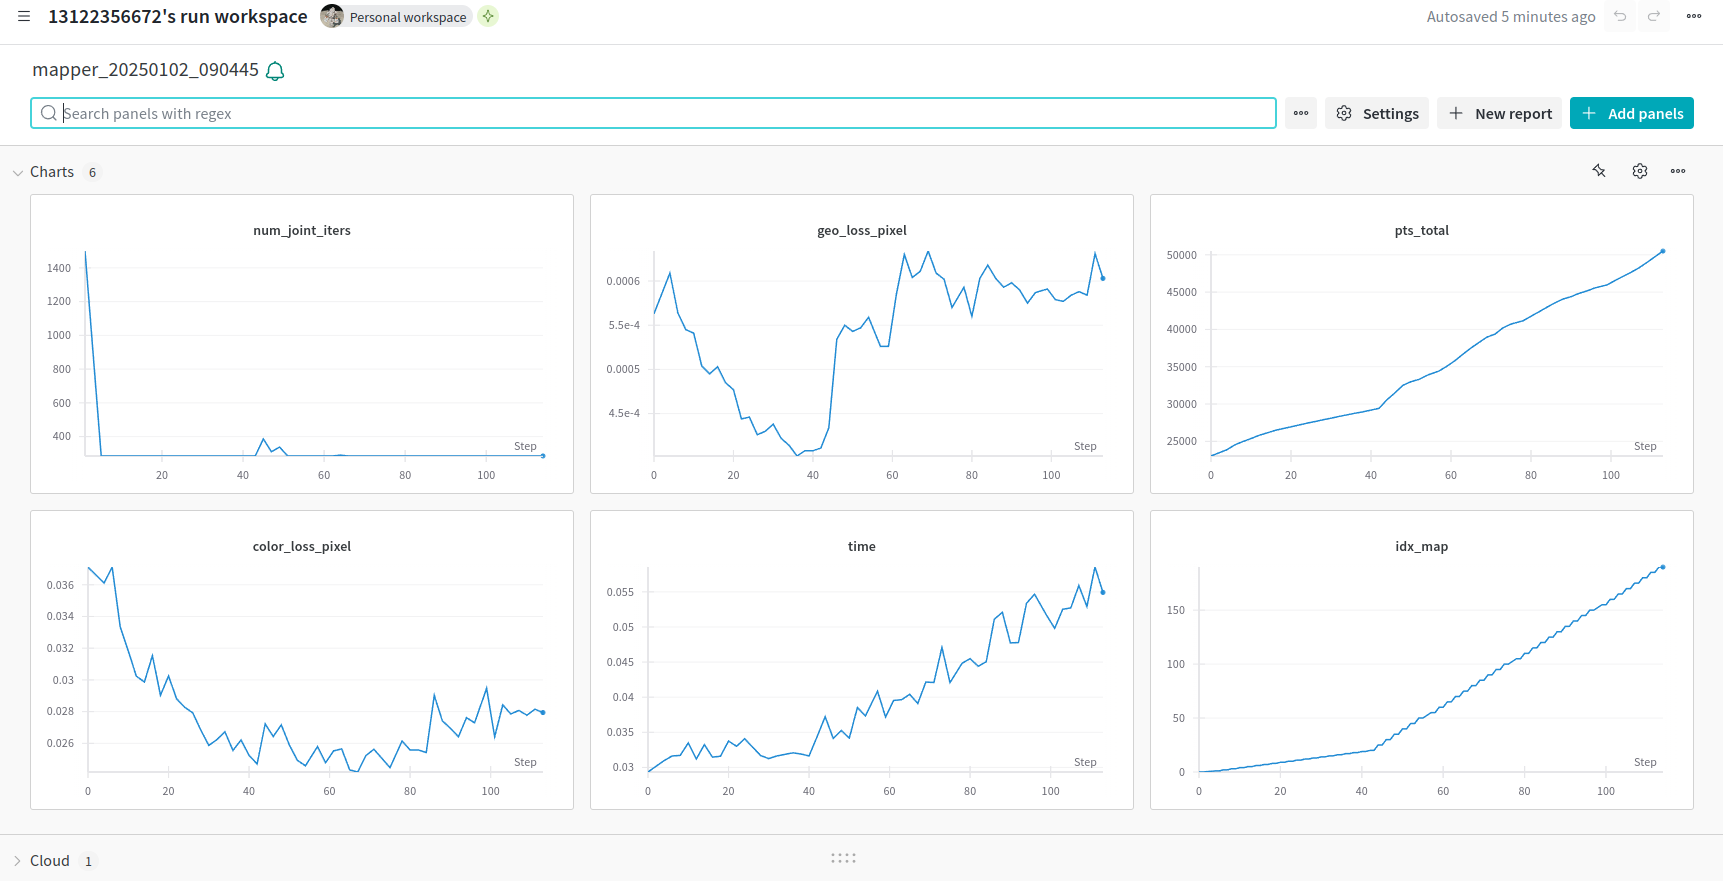 13122356672's run workspace Personal workspace Autosaved 5 minutes ago
mapper_20250102_090445
Search panels with regex Settings New report Add panels
Charts 6
num_joint_iters
1400
1200
1000
800
600
400
Step
20 40 60 80 100
geo_loss_pixel
0.0006
5.5e-4
0.0005
4.5e-4
Step
0 20 40 60 80 100
pts_total
50000
45000
40000
35000
30000
25000
Step
0 20 40 60 80 100
color_loss_pixel
0.036
0.034
0.032
0.03
0.028
0.026
Step
0 20 40 60 80 100
time
0.055
0.05
0.045
0.04
0.035
0.03
Step
0 20 40 60 80 100
idx_map
150
100
50
0
Step
0 20 40 60 80 100
Cloud 1